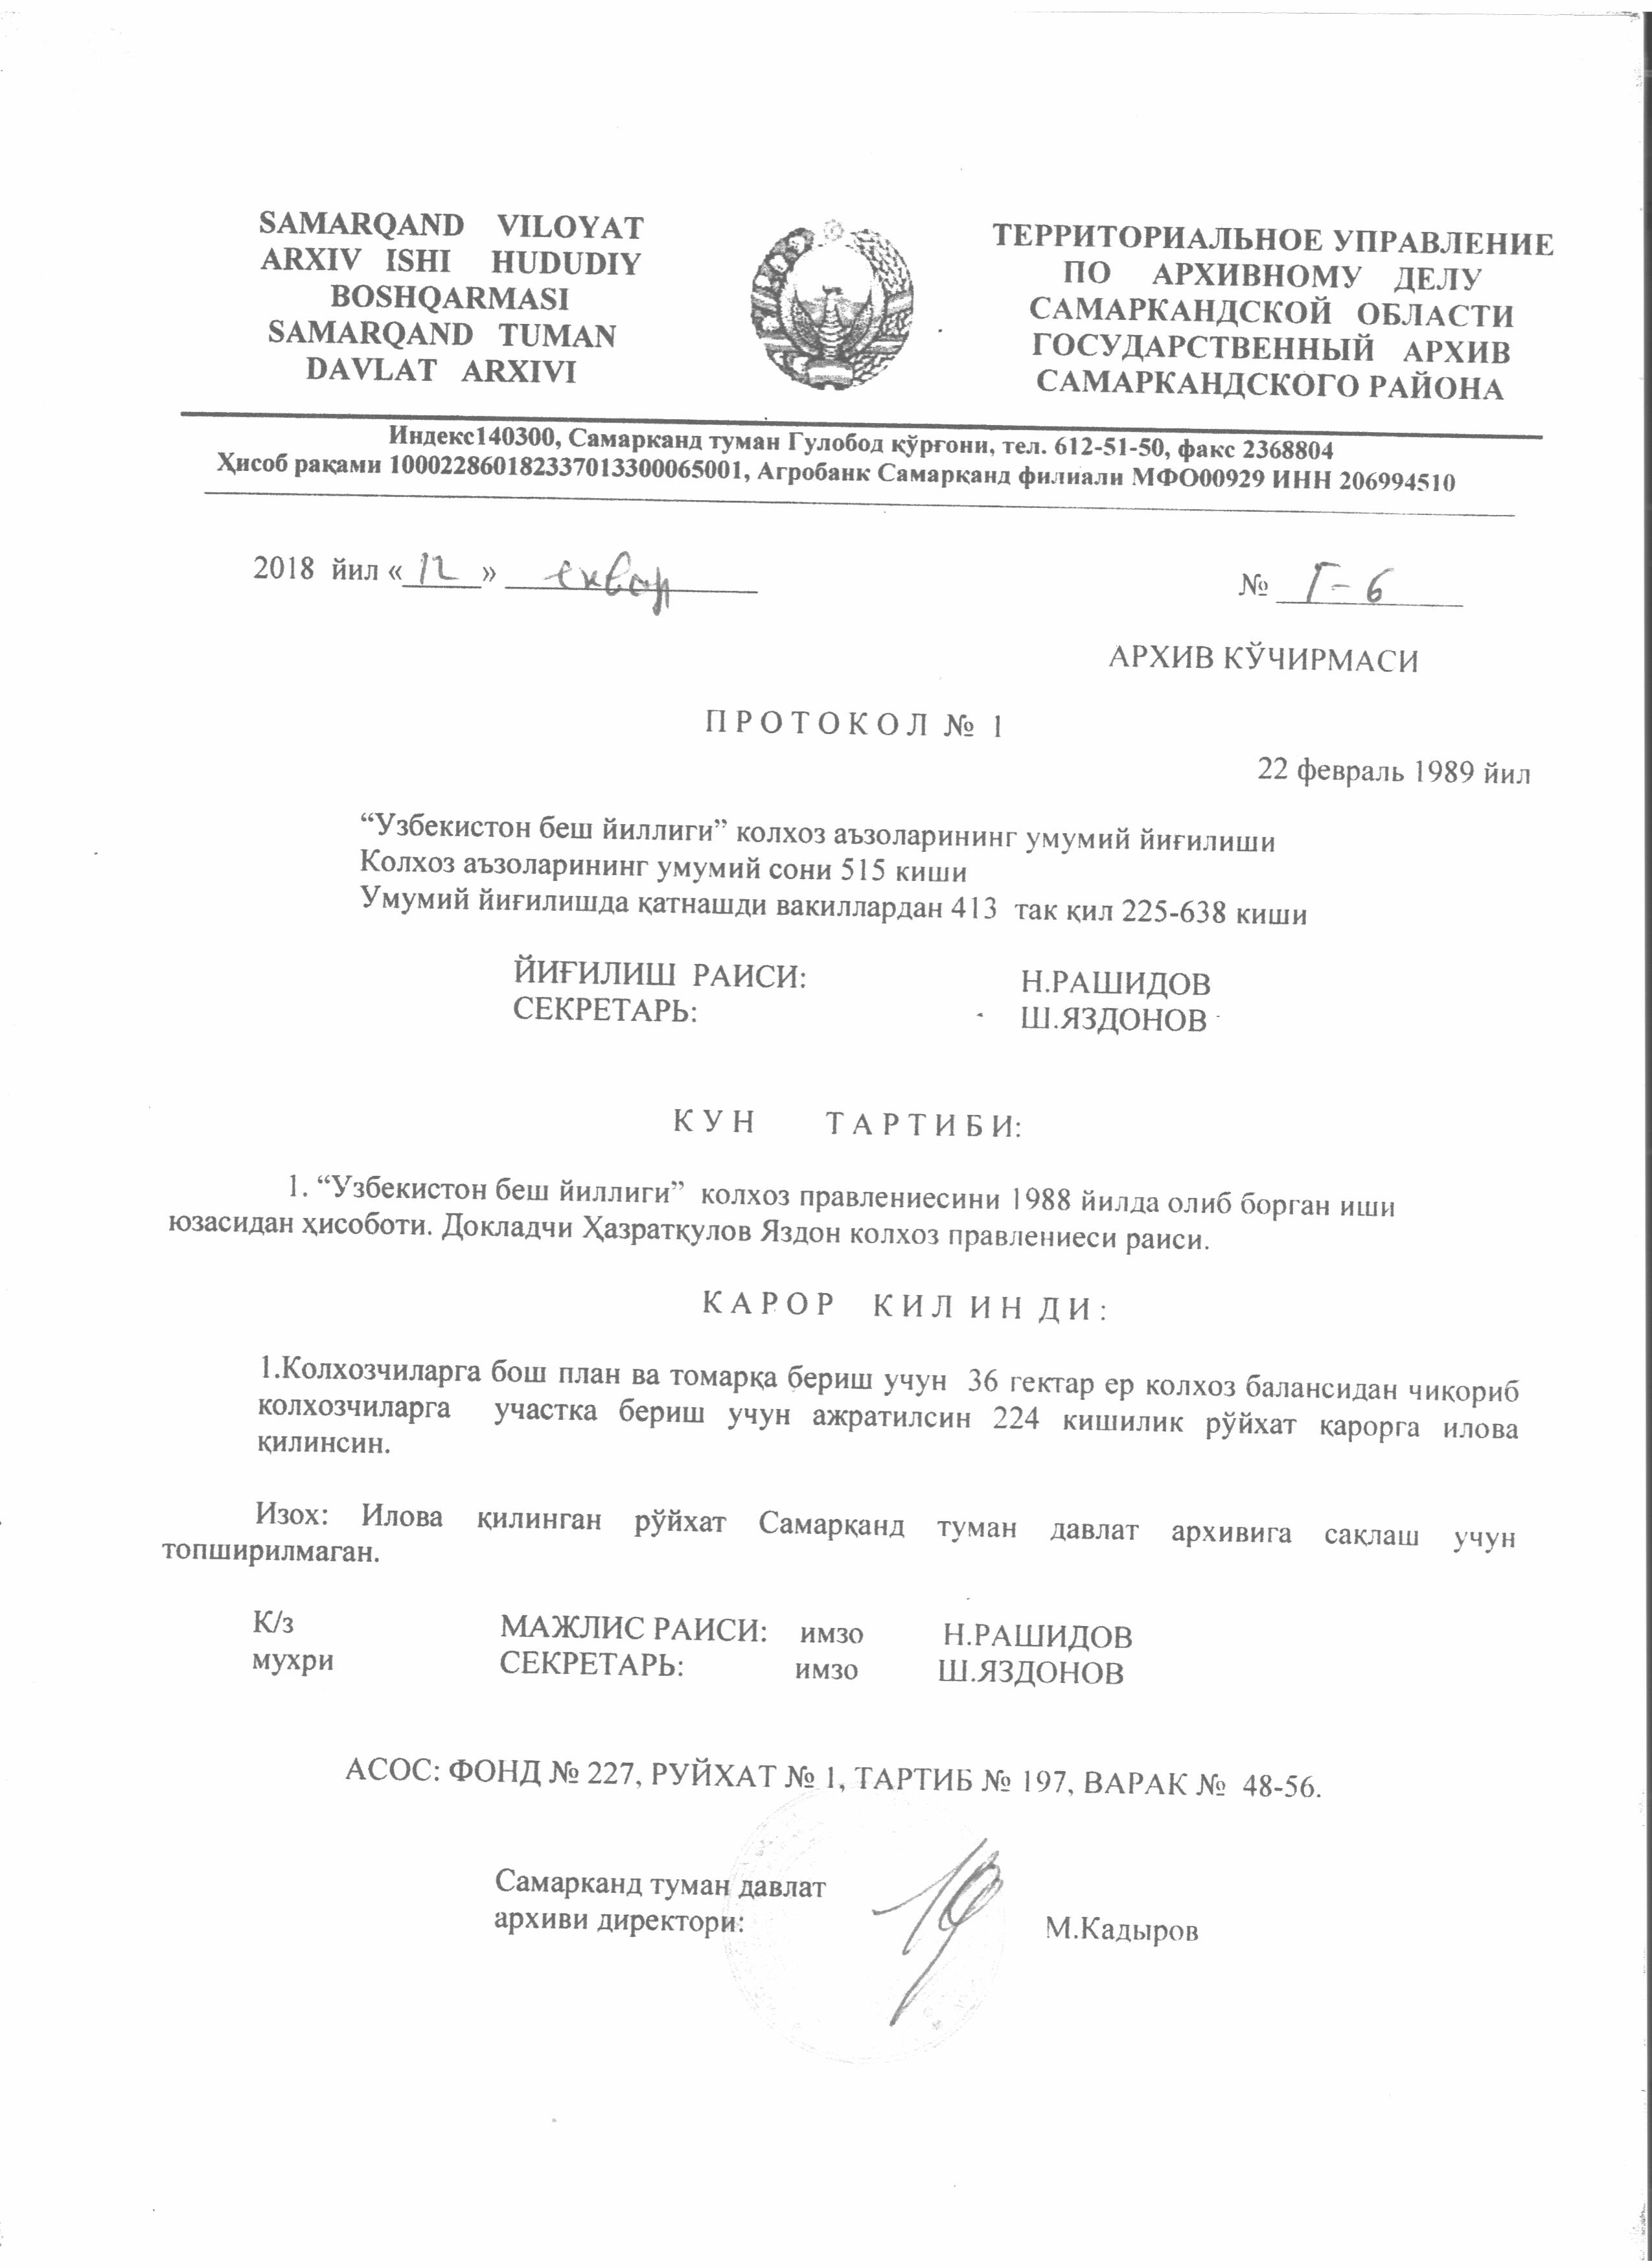 SAMARQAND VILOYAT
ARXIV ISHI HUDUDIY
BOSHQARMASI
SAMARQAND TUMAN
DAVLAT ARXIVI
ТЕРРИТОРИАЛЬНОЕ УПРАВЛЕНИЕ
ПО АРХИВНОМУ ДЕЛУ
САМАРКАНДСКОЙ ОБЛАСТИ
ГОСУДАРСТВЕННЫЙ АРХИВ
САМАРКАНДСКОГО РАЙОНА
Индекс140300, Самарканд туман Гулобод қўрғони, тел. 612-51-50, факс 2368804
Ҳисоб рақами 100022860182337013300065001, Агробанк Самарқанд филиали МФО00929 ИНН 206994510
2018 йил «12» январ
№ Г-6
АРХИВ КЎЧИРМАСИ
П Р О Т О К О Л № 1
22 февраль 1989 йил
“Узбекистон беш йиллиги” колхоз аъзоларининг умумий йиғилиши
Колхоз аъзоларининг умумий сони 515 киши
Умумий йиғилишда қатнашди вакиллардан 413 так қил 225-638 киши
ЙИҒИЛИШ РАИСИ: Н.РАШИДОВ
СЕКРЕТАРЬ: Ш.ЯЗДОНОВ
К У Н Т А Р Т И Б И:
1. “Узбекистон беш йиллиги” колхоз правлениесини 1988 йилда олиб борган иши
юзасидан ҳисоботи. Докладчи Ҳазратқулов Яздон колхоз правлениеси раиси.
К А Р О Р К И Л И Н Д И :
1.Колхозчиларга бош план ва томарқа бериш учун 36 гектар ер колхоз балансидан чиқориб
колхозчиларга участка бериш учун ажратилсин 224 кишилик рўйхат қарорга илова
қилинсин.
Изох: Илова қилинган рўйхат Самарқанд туман давлат архивига сақлаш учун
топширилмаган.
К/з МАЖЛИС РАИСИ: имзо Н.РАШИДОВ
мухри СЕКРЕТАРЬ: имзо Ш.ЯЗДОНОВ
АСОС: ФОНД № 227, РУЙХАТ № 1, ТАРТИБ № 197, ВАРАК № 48-56.
Самарканд туман давлат
архиви директори: М.Кадыров